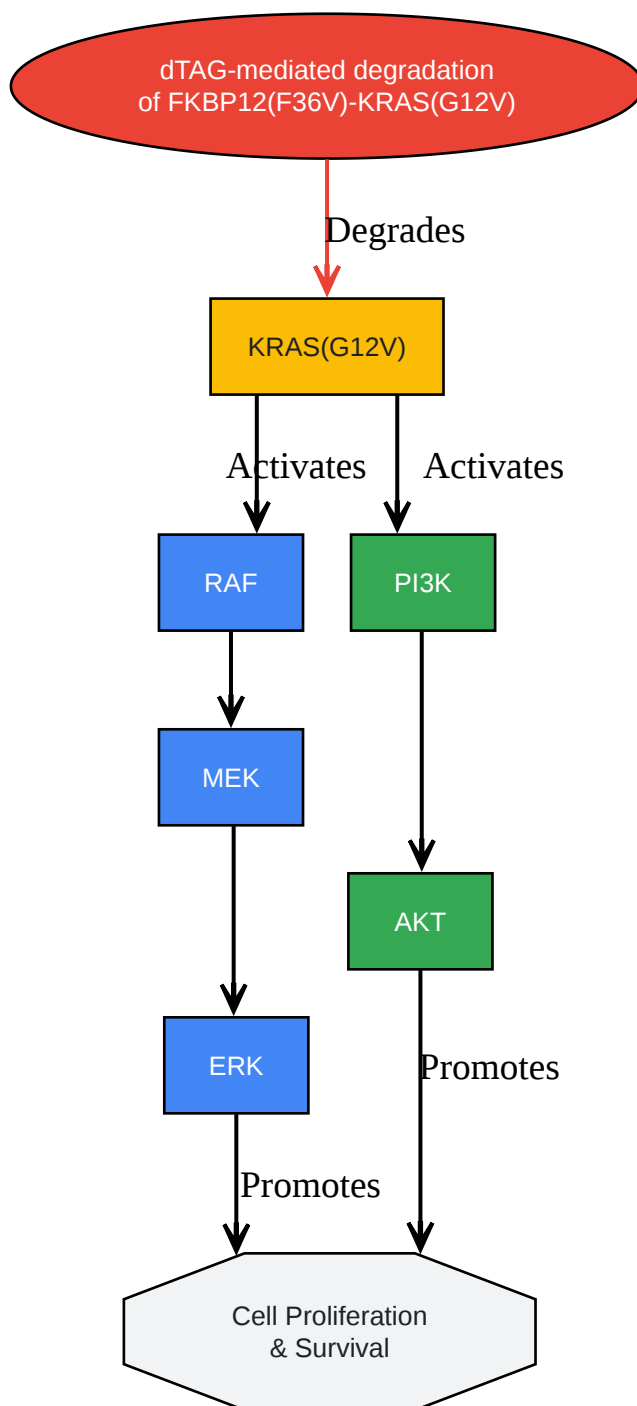 dTAG-mediated degradation
of FKBP12(F36V)-KRAS(G12V)
Degrades
KRAS(G12V)
Activates
Activates
RAF
PI3K
MEK
AKT
ERK
Promotes
Promotes
Cell Proliferation
& Survival